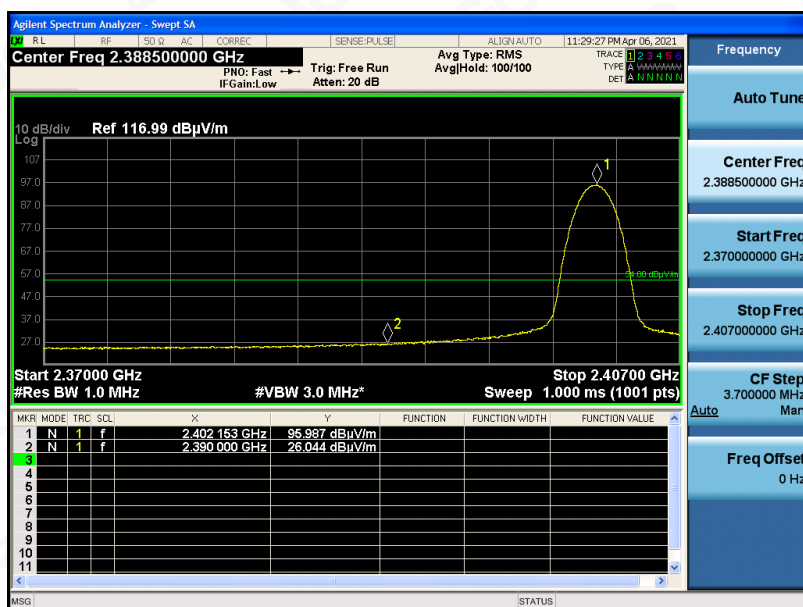 Agilent Spectrum Analyzer - Swept SA
LXI RL RF 50 Ω AC CORREC SENSE:PULSE ALIGN AUTO 11:29:27 PM Apr 06, 2021
Center Freq 2.388500000 GHz
PNO: Fast
IFGain:Low
Trig: Free Run
Atten: 20 dB
Avg Type: RMS
Avg|Hold: 100/100
TRACE 1 2 3 4 5 6
TYPE A WWWWW
DET A N N N N N
10 dB/div Ref 116.99 dBµV/m
Log
107
97.0
87.0
77.0
67.0
57.0
47.0
37.0
27.0
1
2
54.00 dBµV/m
Start 2.37000 GHz Stop 2.40700 GHz
#Res BW 1.0 MHz #VBW 3.0 MHz* Sweep 1.000 ms (1001 pts)
MKR MODE TRC SCL X Y FUNCTION FUNCTION WIDTH FUNCTION VALUE
1 N 1 f 2.402 153 GHz 95.987 dBµV/m
2 N 1 f 2.390 000 GHz 26.044 dBµV/m
3
4
5
6
7
8
9
10
11
MSG STATUS
Frequency
Auto Tune
Center Freq
2.388500000 GHz
Start Freq
2.370000000 GHz
Stop Freq
2.407000000 GHz
CF Step
3.700000 MHz
Auto Man
Freq Offset
0 Hz